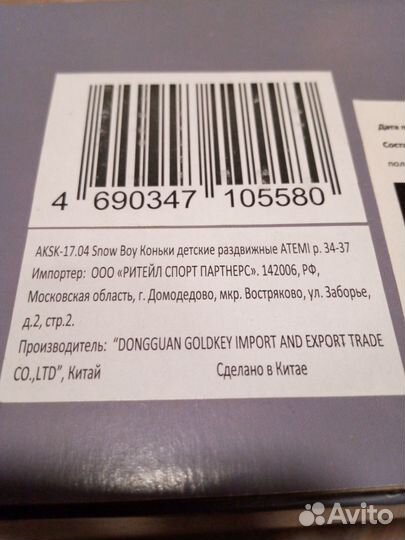 4 690347 105580
AKSK-17.04 Snow Boy Коньки детские раздвижные ATEMI р. 34-37
Импортер: ООО «РИТЕЙЛ СПОРТ ПАРТНЕРС». 142006, РФ,
Московская область, г. Домодедово, мкр. Востряково, ул. Заборье,
д.2, стр.2.
Производитель: "DONGGUAN GOLDKEY IMPORT AND EXPORT TRADE
CO.,LTD", Китай Сделано в Китае
Дата
Avito